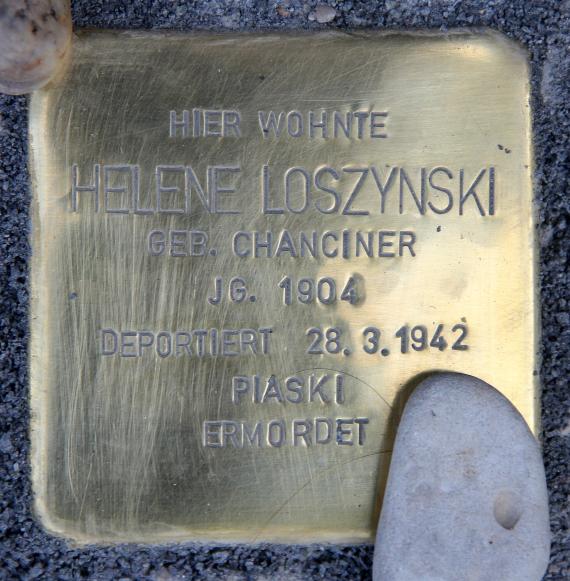 HIER WOHNTE
HELENE LOSZYNSKI
GEB. CHANCINER
JG. 1904
DEPORTIERT 28.3.1942
PIASKI
ERMORDET